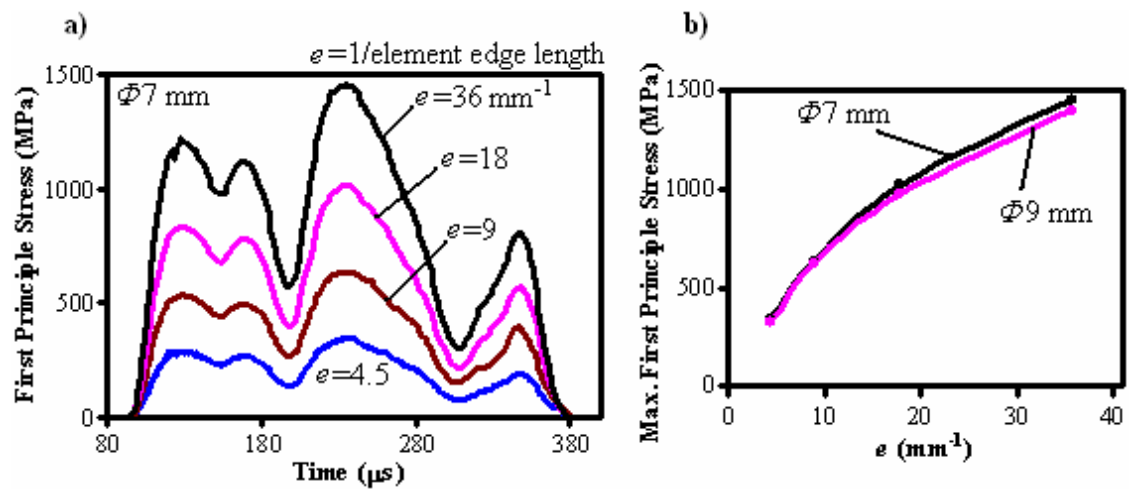 a)
e=1/element edge length
First Principle Stress (MPa)
1500
1000
500
0
Φ7 mm
e=36 mm-1
e=18
e=9
e=4.5
80
180
280
380
Time (μs)
b)
Max. First Principle Stress (MPa)
1500
1000
500
0
Φ7 mm
Φ9 mm
0
10
20
30
40
e (mm-1)